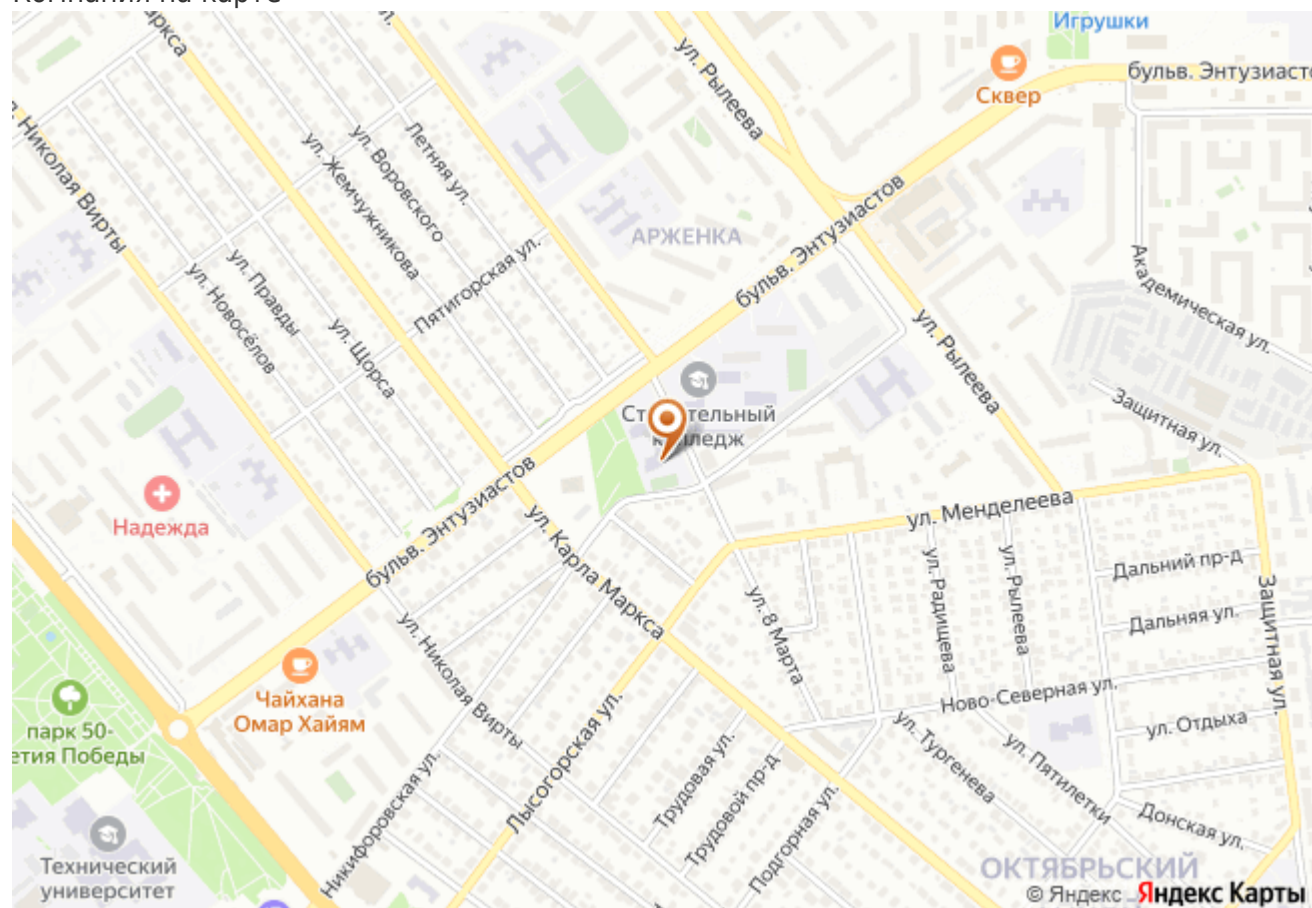 Игрушки
бульв. Энтузиасто
Сквер
ул. Рылеева
Маркса
ул. Николая Вирты
ул. Жемчужникова
ул. Воровского
Летняя ул.
АРЖЕНКА
бульв. Энтузиастов
Пятигорская ул.
ул. Новосёлов
ул. Правды
ул. Щорса
Академическая ул.
ул. Рылеева
Защитная ул.
колледж
Надежда
бульв. Энтузиастов
ул. Карла Маркса
ул. Менделеева
ул. Радищева
ул. Рылеева
Дальний пр-д
Дальняя ул.
Защитная ул.
ул. 8 Марта
ул. Николая Вирты
Чайхана
Омар Хайям
парк 50-
етия Победы
Ново-Северная ул.
ул. Отдыха
ул. Тургенева
ул. Пятилетки
Донская ул.
Лысогорская ул.
Никифоровская ул.
Трудовая ул.
Трудовой пр-д
Подгорная ул.
Технический
университет
ОКТЯБРЬСКИЙ
© Яндекс Яндекс Карты